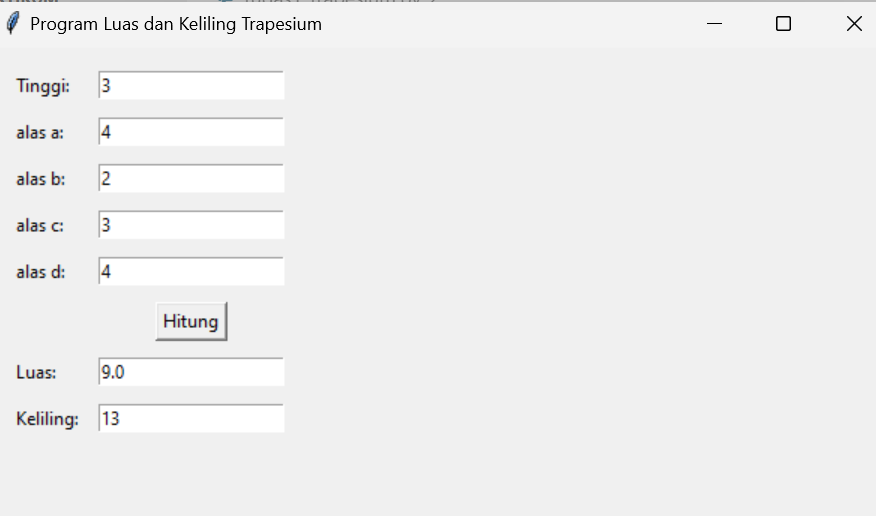 Program Luas dan Keliling Trapesium
Tinggi: 3
alas a: 4
alas b: 2
alas c: 3
alas d: 4
Hitung
Luas: 9.0
Keliling: 13